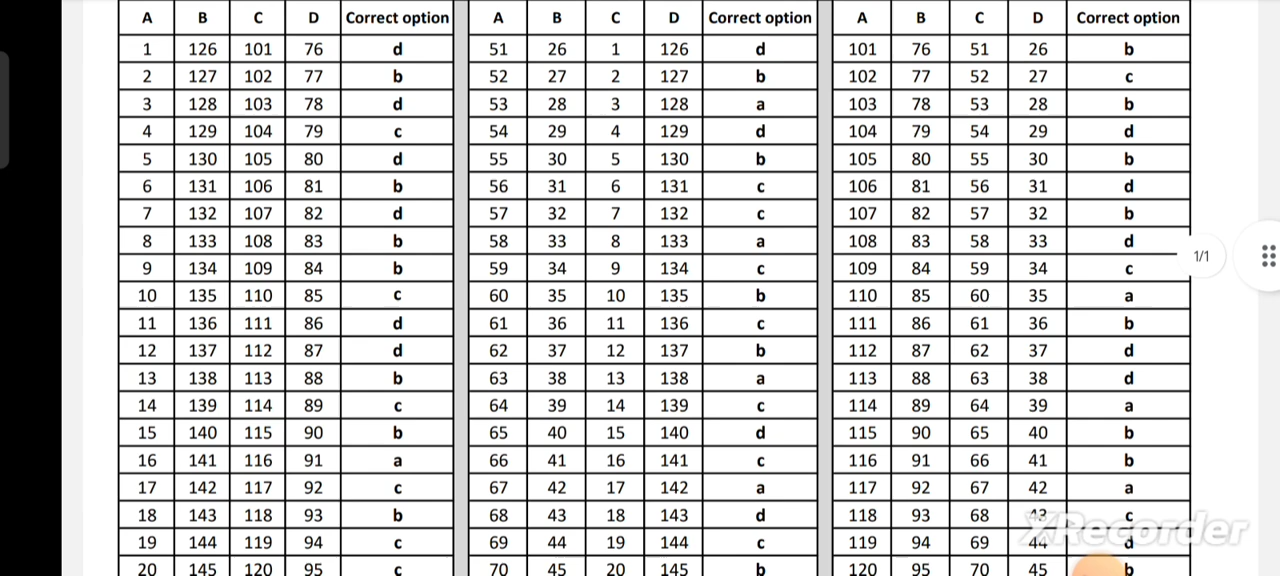 A B C D Correct option A B C D Correct option A B C D Correct option
1 126 101 76 d 51 26 1 126 d 101 76 51 26 b
2 127 102 77 b 52 27 2 127 b 102 77 52 27 c
3 128 103 78 d 53 28 3 128 a 103 78 53 28 b
4 129 104 79 c 54 29 4 129 d 104 79 54 29 d
5 130 105 80 d 55 30 5 130 b 105 80 55 30 b
6 131 106 81 b 56 31 6 131 c 106 81 56 31 d
7 132 107 82 d 57 32 7 132 c 107 82 57 32 b
8 133 108 83 b 58 33 8 133 a 108 83 58 33 d
1/1
9 134 109 84 b 59 34 9 134 c 109 84 59 34 c
10 135 110 85 c 60 35 10 135 b 110 85 60 35 a
11 136 111 86 d 61 36 11 136 c 111 86 61 36 b
12 137 112 87 d 62 37 12 137 b 112 87 62 37 d
13 138 113 88 b 63 38 13 138 a 113 88 63 38 d
14 139 114 89 c 64 39 14 139 c 114 89 64 39 a
15 140 115 90 b 65 40 15 140 d 115 90 65 40 b
16 141 116 91 a 66 41 16 141 c 116 91 66 41 b
17 142 117 92 c 67 42 17 142 a 117 92 67 42 a
18 143 118 93 b 68 43 18 143 d 118 93 68 43 c
XRecorder
19 144 119 94 c 69 44 19 144 c 119 94 69 44 d
20 145 120 95 c 70 45 20 145 b 120 95 70 45 b